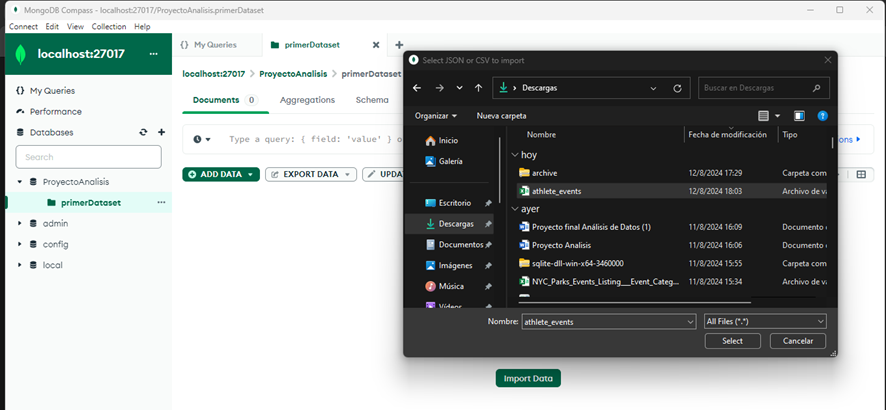 MongoDB Compass - localhost:27017/ProyectoAnalisis.primerDataset
Connect Edit View Collection Help
localhost:27017 ...
{} My Queries
primerDataset
My Queries
Performance
Databases
Search
ProyectoAnalisis
primerDataset ...
admin
config
local
localhost:27017 > ProyectoAnalisis > primerDataset
Documents 0 Aggregations Schema
Type a query: { field: 'value' } o
ons
ADD DATA EXPORT DATA UPDA
Import Data
Select JSON or CSV to import
Descargas
Buscar en Descargas
Organizar Nueva carpeta
Inicio
Galería
Escritorio
Descargas
Documentos
Imágenes
Música
Vídeos
Nombre Fecha de modificación Tipo
hoy
archive 12/8/2024 17:29 Carpeta com
athlete_events 12/8/2024 18:03 Archivo de va
ayer
Proyecto final Análisis de Datos (1) 11/8/2024 16:09 Documento d
Proyecto Analisis 11/8/2024 16:06 Documento d
sqlite-dll-win-x64-3460000 11/8/2024 15:55 Carpeta com
NYC_Parks_Events_Listing___Event_Categ... 11/8/2024 15:34 Archivo de va
Nombre: athlete_events All Files (*.*)
Select Cancelar